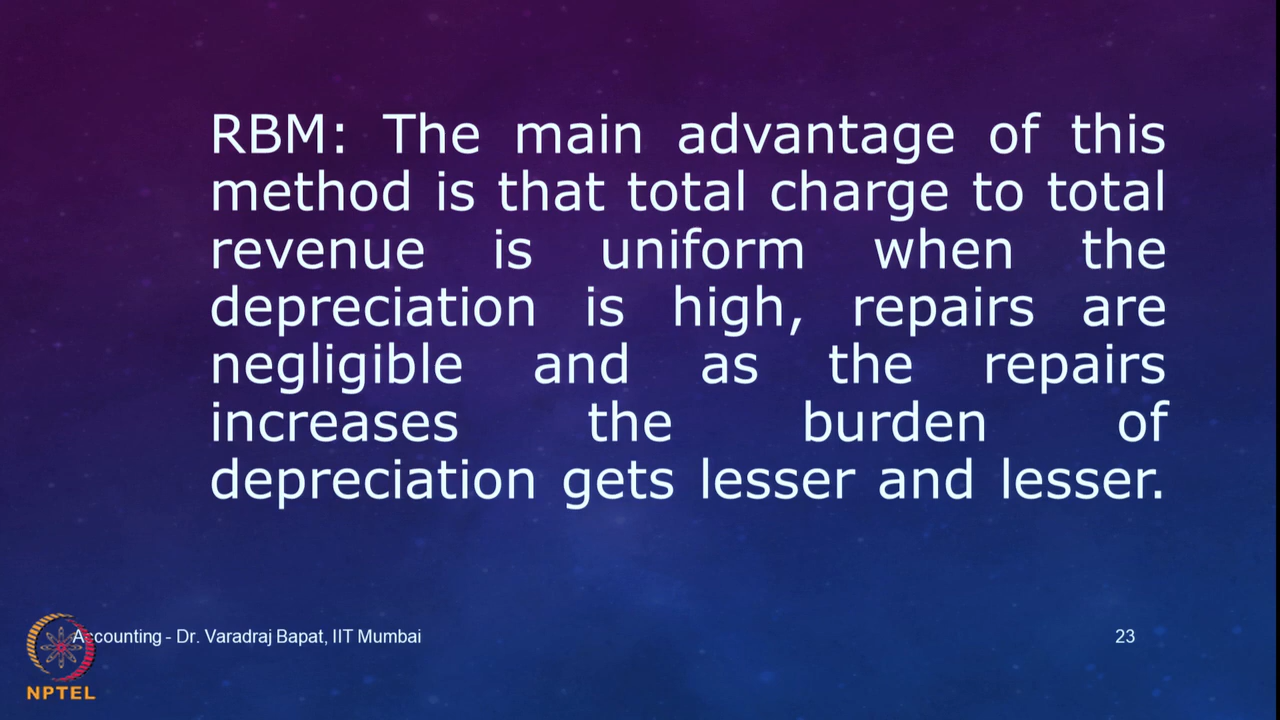 RBM: The main advantage of this
method is that total charge to total
revenue is uniform when the
depreciation is high, repairs are
negligible and as the repairs
increases the burden of
depreciation gets lesser and lesser.
Accounting - Dr. Varadraj Bapat, IIT Mumbai
23
NPTEL